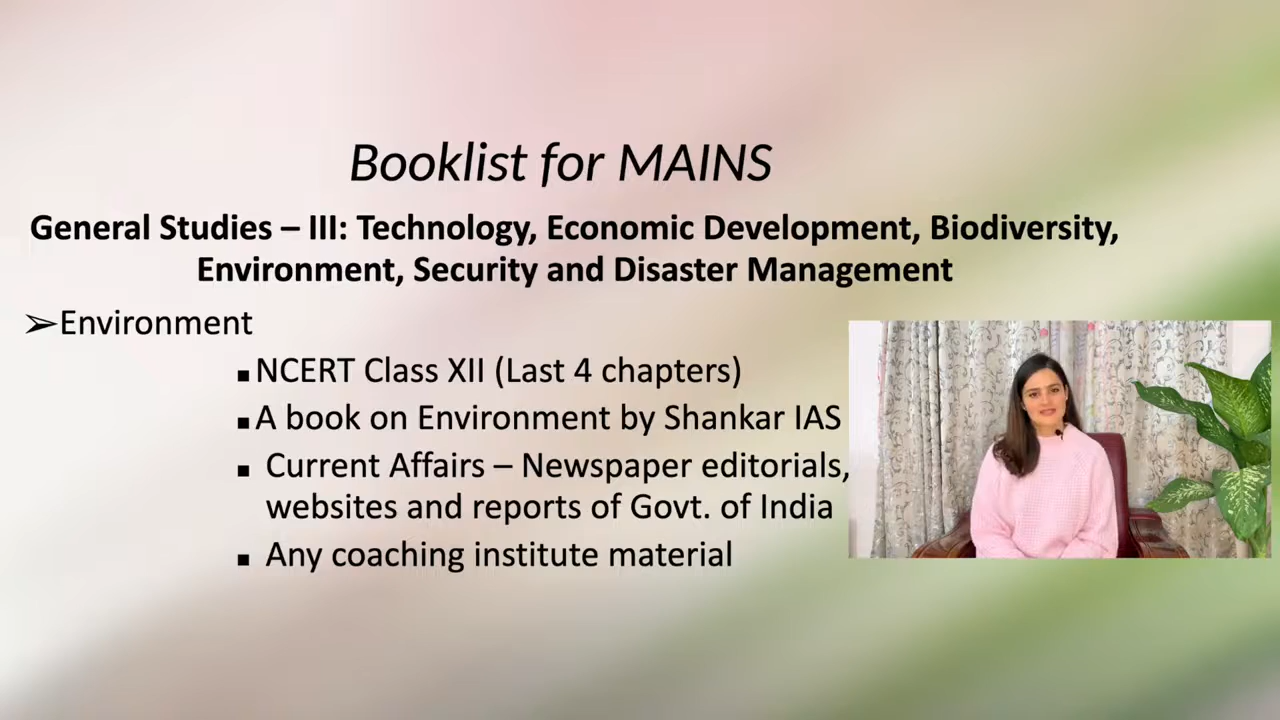 Booklist for MAINS
General Studies – III: Technology, Economic Development, Biodiversity,
Environment, Security and Disaster Management
➢Environment
▪NCERT Class XII (Last 4 chapters)
▪A book on Environment by Shankar IAS
▪ Current Affairs – Newspaper editorials,
websites and reports of Govt. of India
▪ Any coaching institute material